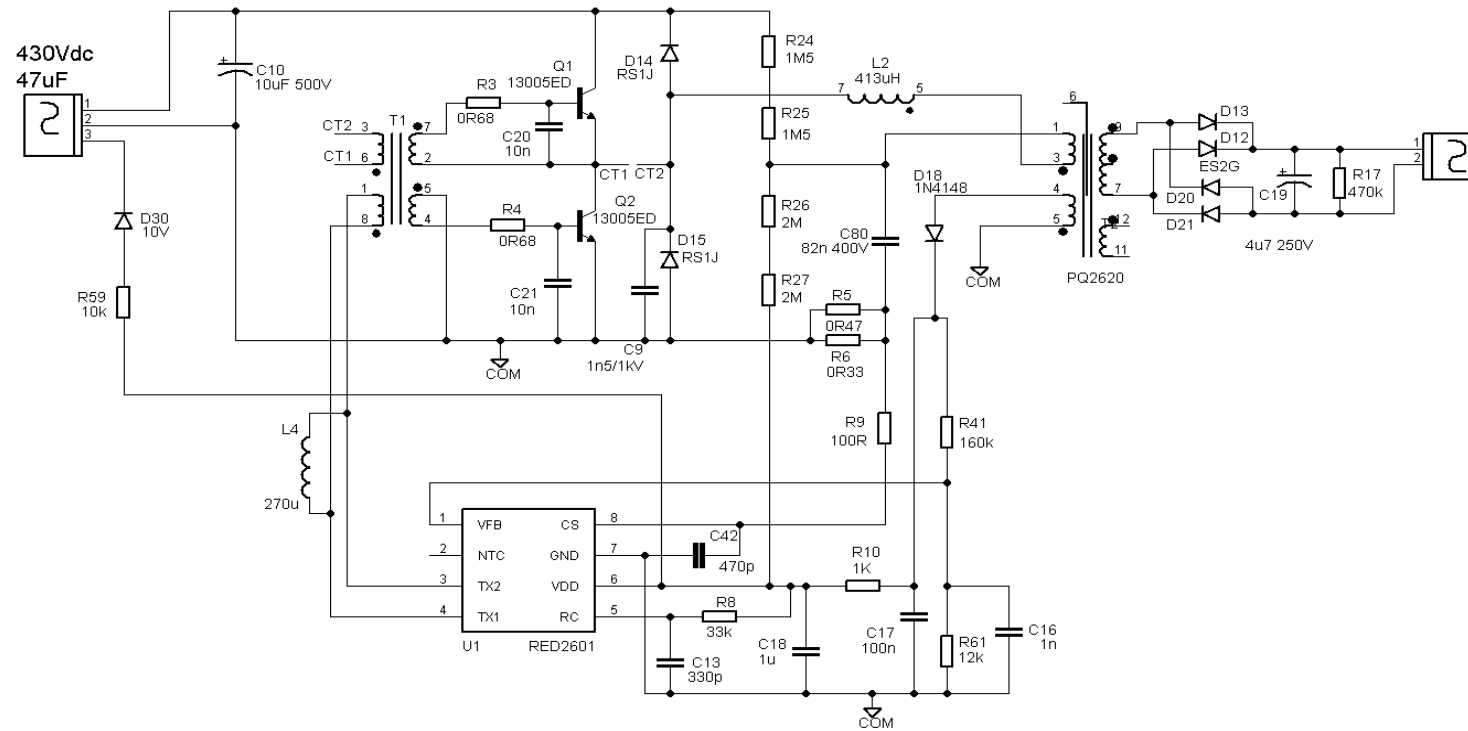 430Vdc
47uF
1
2
3
C10
10uF 500V
D30
10V
R59
10k
CT2
CT1
3
6
1
8
T1
7
2
5
4
R3
0R68
Q1
13005ED
C20
10n
CT1
CT2
R4
0R68
Q2
13005ED
C21
10n
D14
RS1J
D15
RS1J
C9
1n5/1kV
COM
R24
1M5
R25
1M5
R26
2M
R27
2M
L2
413uH
7
5
C80
82n 400V
R5
0R47
R6
0R33
R9
100R
D18
1N4148
COM
6
1
3
4
5
9
7
12
11
PQ2620
D13
D12
ES2G
D20
D21
C19
4u7 250V
R17
470k
1
2
R41
160k
L4
270u
1
2
3
4
VFB
NTC
TX2
TX1
CS
GND
VDD
RC
8
7
6
5
U1
RED2601
C42
470p
R8
33k
C13
330p
C18
1u
R10
1K
C17
100n
R61
12k
C16
1n
COM